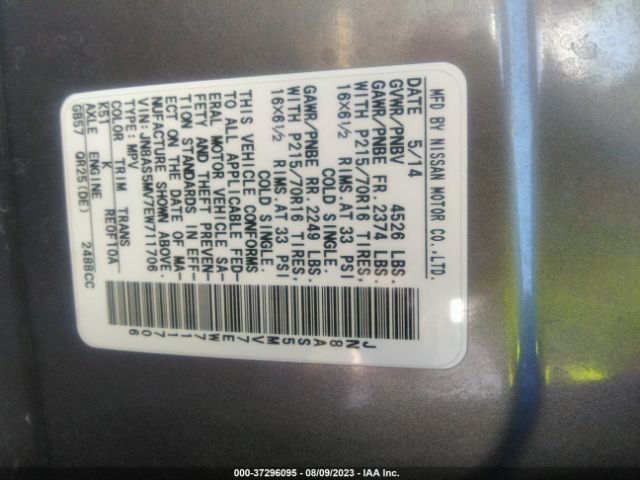 MFD BY NISSAN MOTOR CO.,LTD.
DATE 5/14
GVWR/PNBV 4526 LBS.
GAWR/PNBE FR.2374 LBS.
WITH P215/70R16 TIRES,
16X6½ RIMS.AT 33 PSI
COLD SINGLE.
GAWR/PNBE RR.2249 LBS.
WITH P215/70R16 TIRES,
16X6½ RIMS.AT 33 PSI
COLD SINGLE.
THIS VEHICLE CONFORMS
TO ALL APPLICABLE FED-
ERAL MOTOR VEHICLE SA-
FETY AND THEFT PREVEN-
TION STANDARDS IN EFF-
ECT ON THE DATE OF MA-
NUFACTURE SHOWN ABOVE.
VIN:JN8AS5MV7EW711706
TYPE:MPV
COLOR TRIM TRANS
K51 K RE0F10A
AXLE ENGINE
GB57 QR25(DE) 2488CC
JN8AS5MV7EW711706
000-37296095 - 08/09/2023 - IAA Inc.